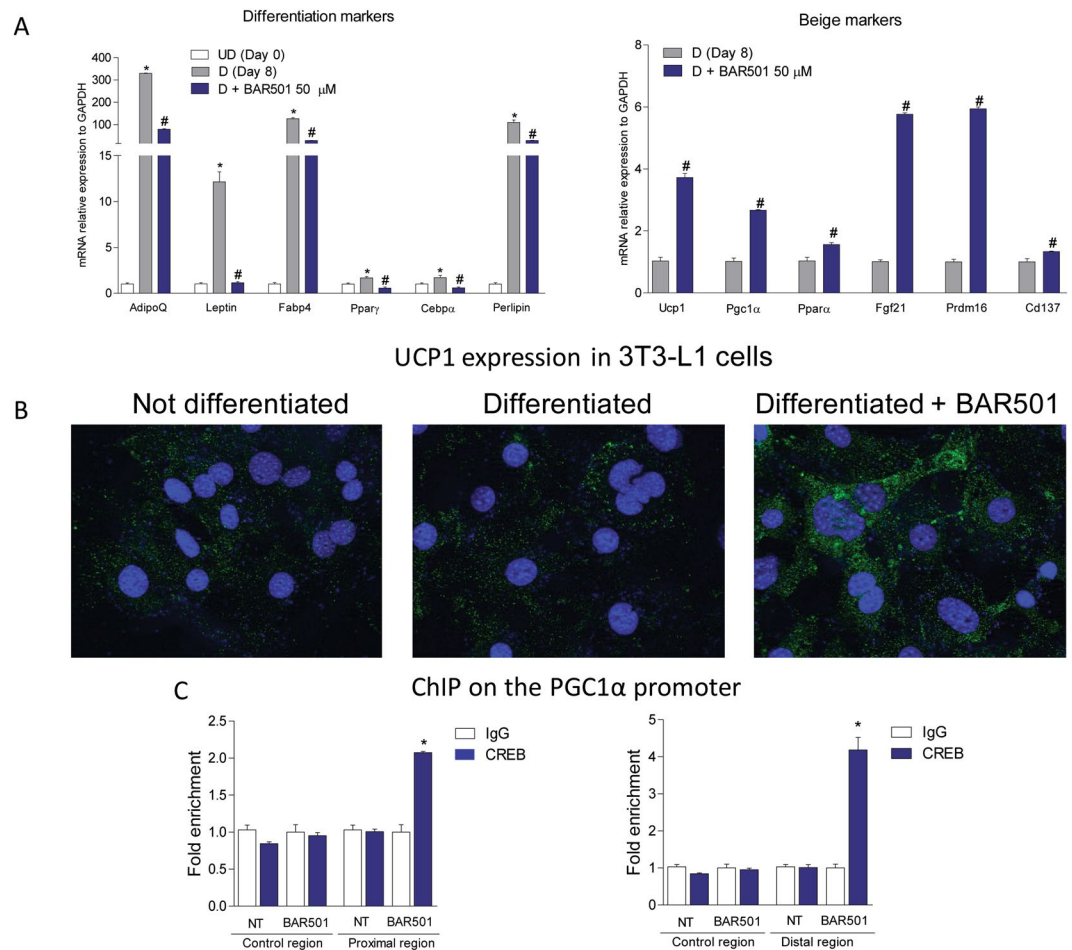 A
Differentiation markers
UD (Day 0)
D (Day 8)
D + BAR501 50 μM
mRNA relative expression to GAPDH
400
300
200
100
15
10
5
0
*
#
*
#
*
#
*
#
*
#
*
#
AdipoQ Leptin Fabp4 Pparγ Cebpα Perlipin
Beige markers
D (Day 8)
D + BAR501 50 μM
mRNA relative expression to GAPDH
8
6
4
2
0
#
#
#
#
#
#
Ucp1 Pgc1α Pparα Fgf21 Prdm16 Cd137
UCP1 expression in 3T3-L1 cells
B
Not differentiated Differentiated Differentiated + BAR501
C
ChIP on the PGC1α promoter
IgG
CREB
Fold enrichment
2.5
2.0
1.5
1.0
0.5
0.0
*
NT BAR501 NT BAR501
Control region Proximal region
IgG
CREB
Fold enrichment
5
4
3
2
1
0
*
NT BAR501 NT BAR501
Control region Distal region